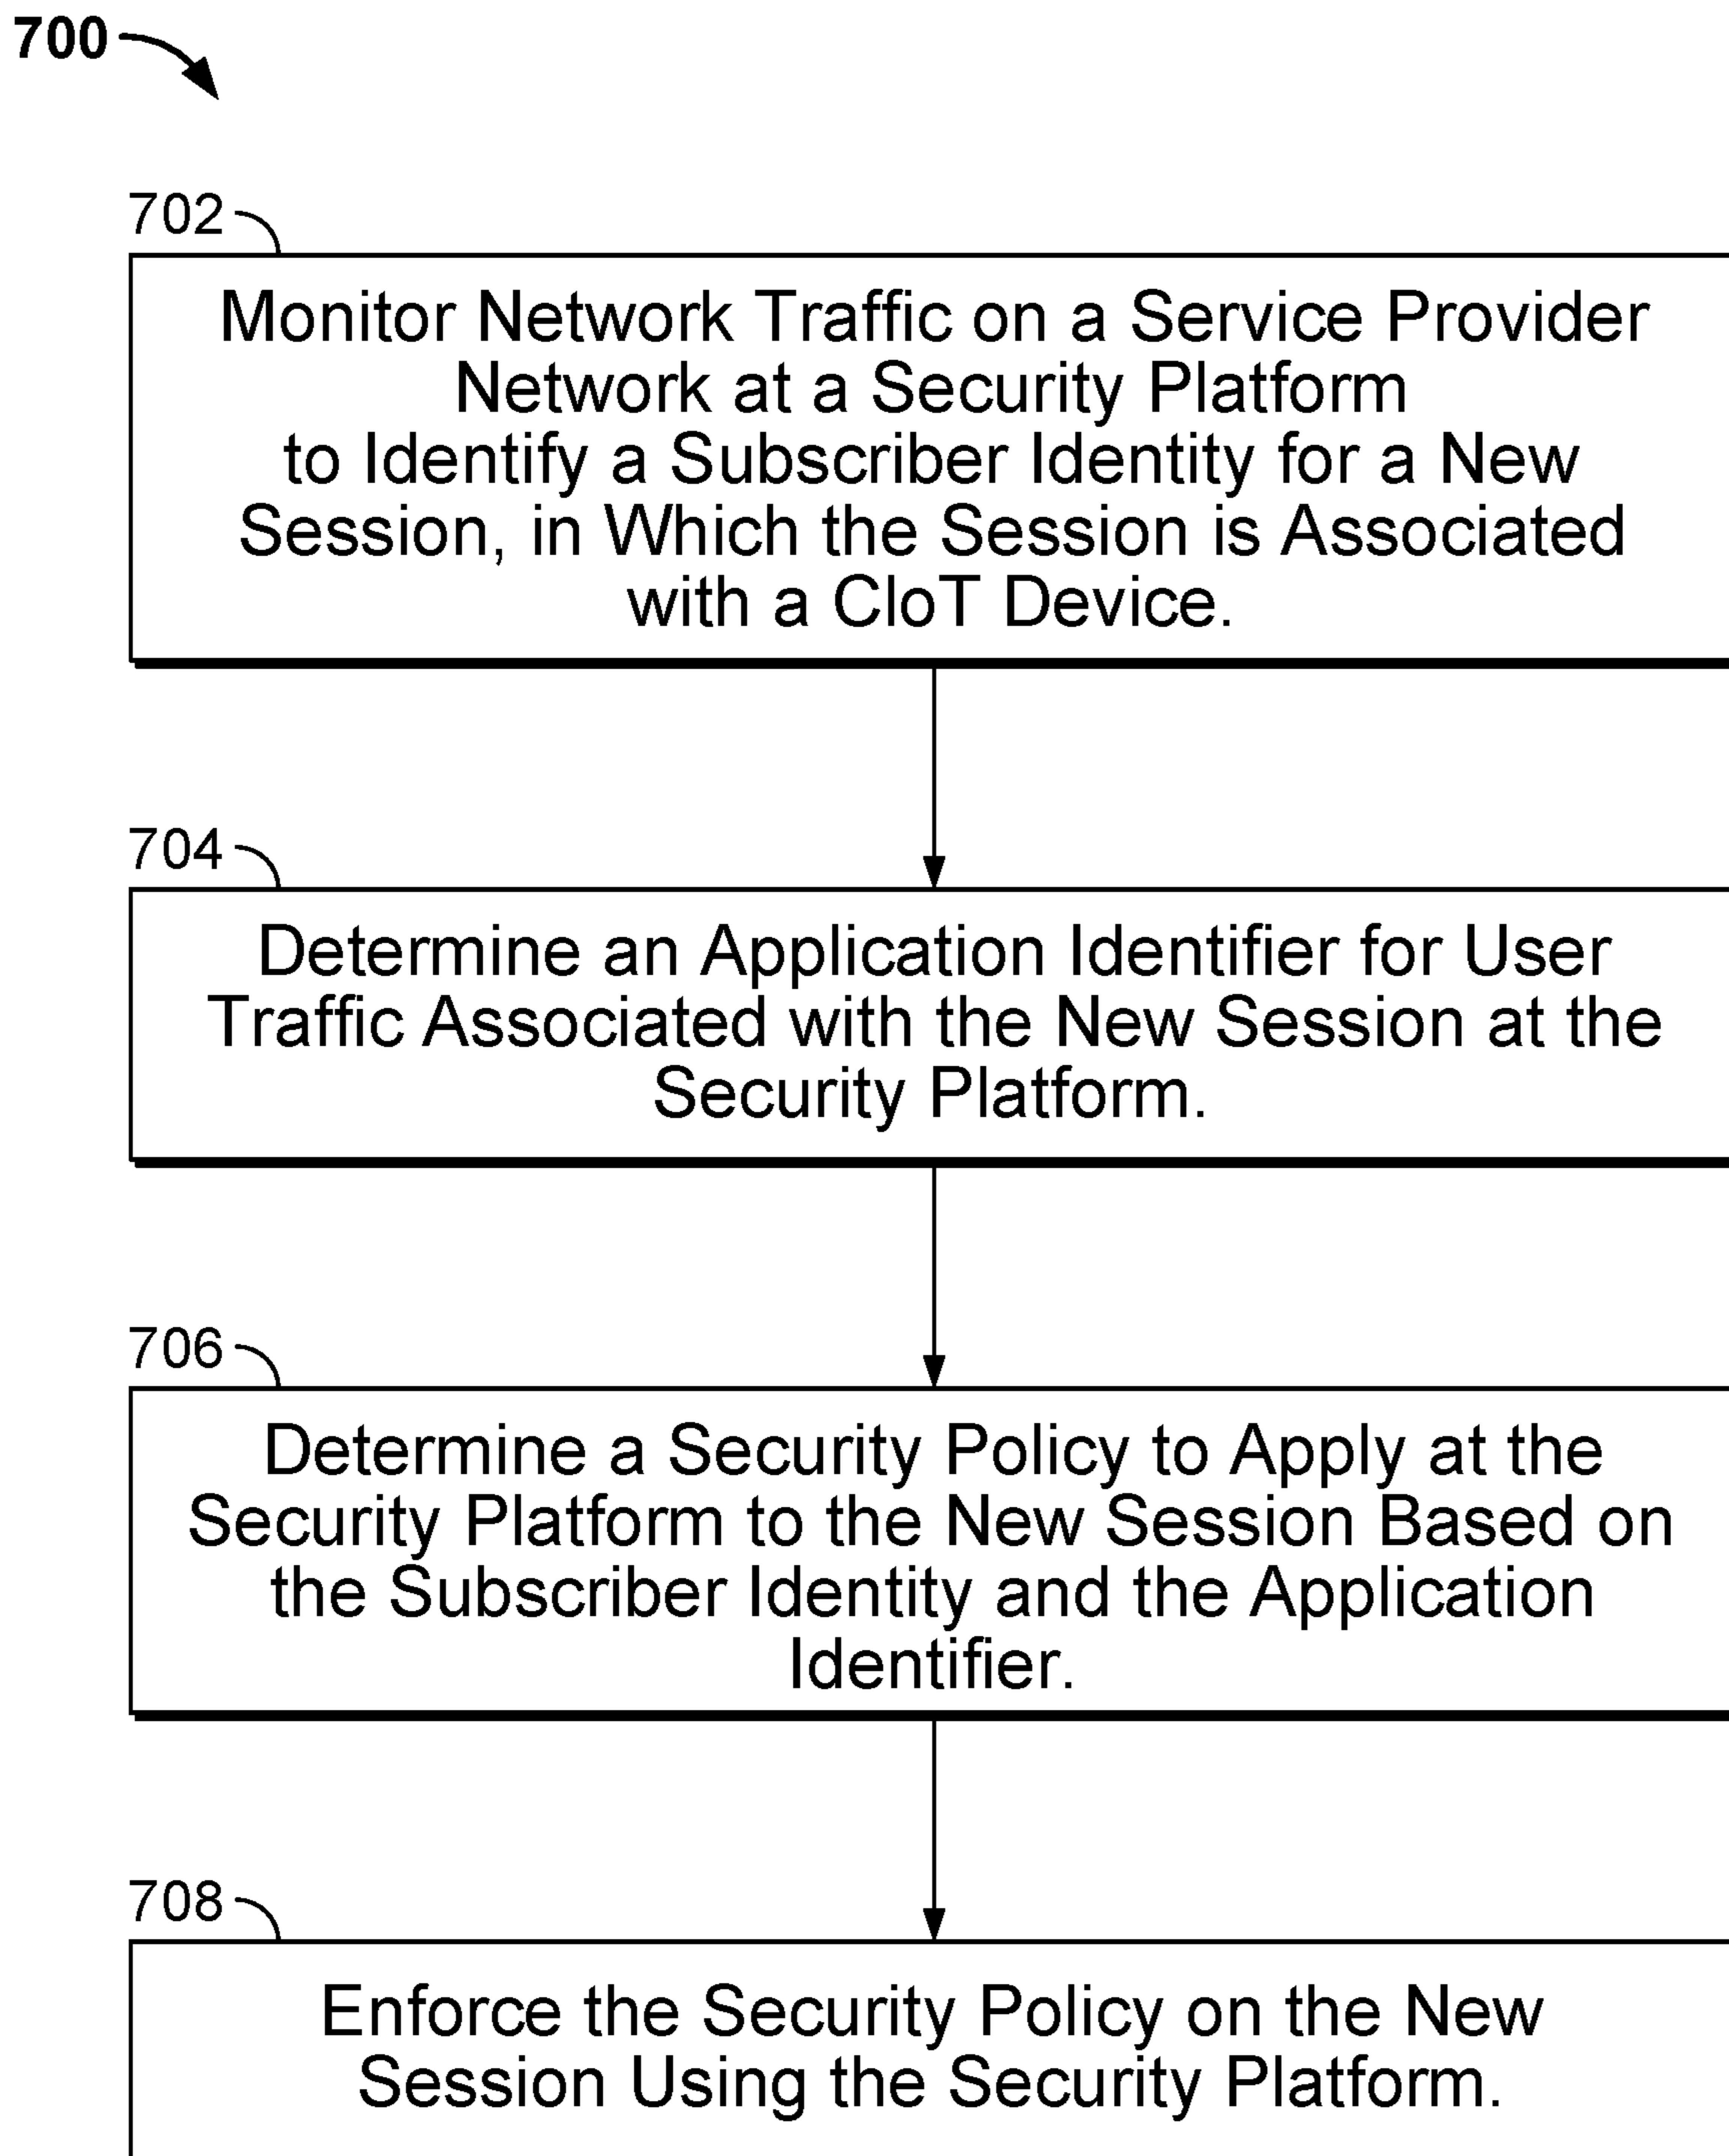 700
702
Monitor Network Traffic on a Service Provider
Network at a Security Platform
to Identify a Subscriber Identity for a New
Session, in Which the Session is Associated
with a CIoT Device.
704
Determine an Application Identifier for User
Traffic Associated with the New Session at the
Security Platform.
706
Determine a Security Policy to Apply at the
Security Platform to the New Session Based on
the Subscriber Identity and the Application
Identifier.
708
Enforce the Security Policy on the New
Session Using the Security Platform.